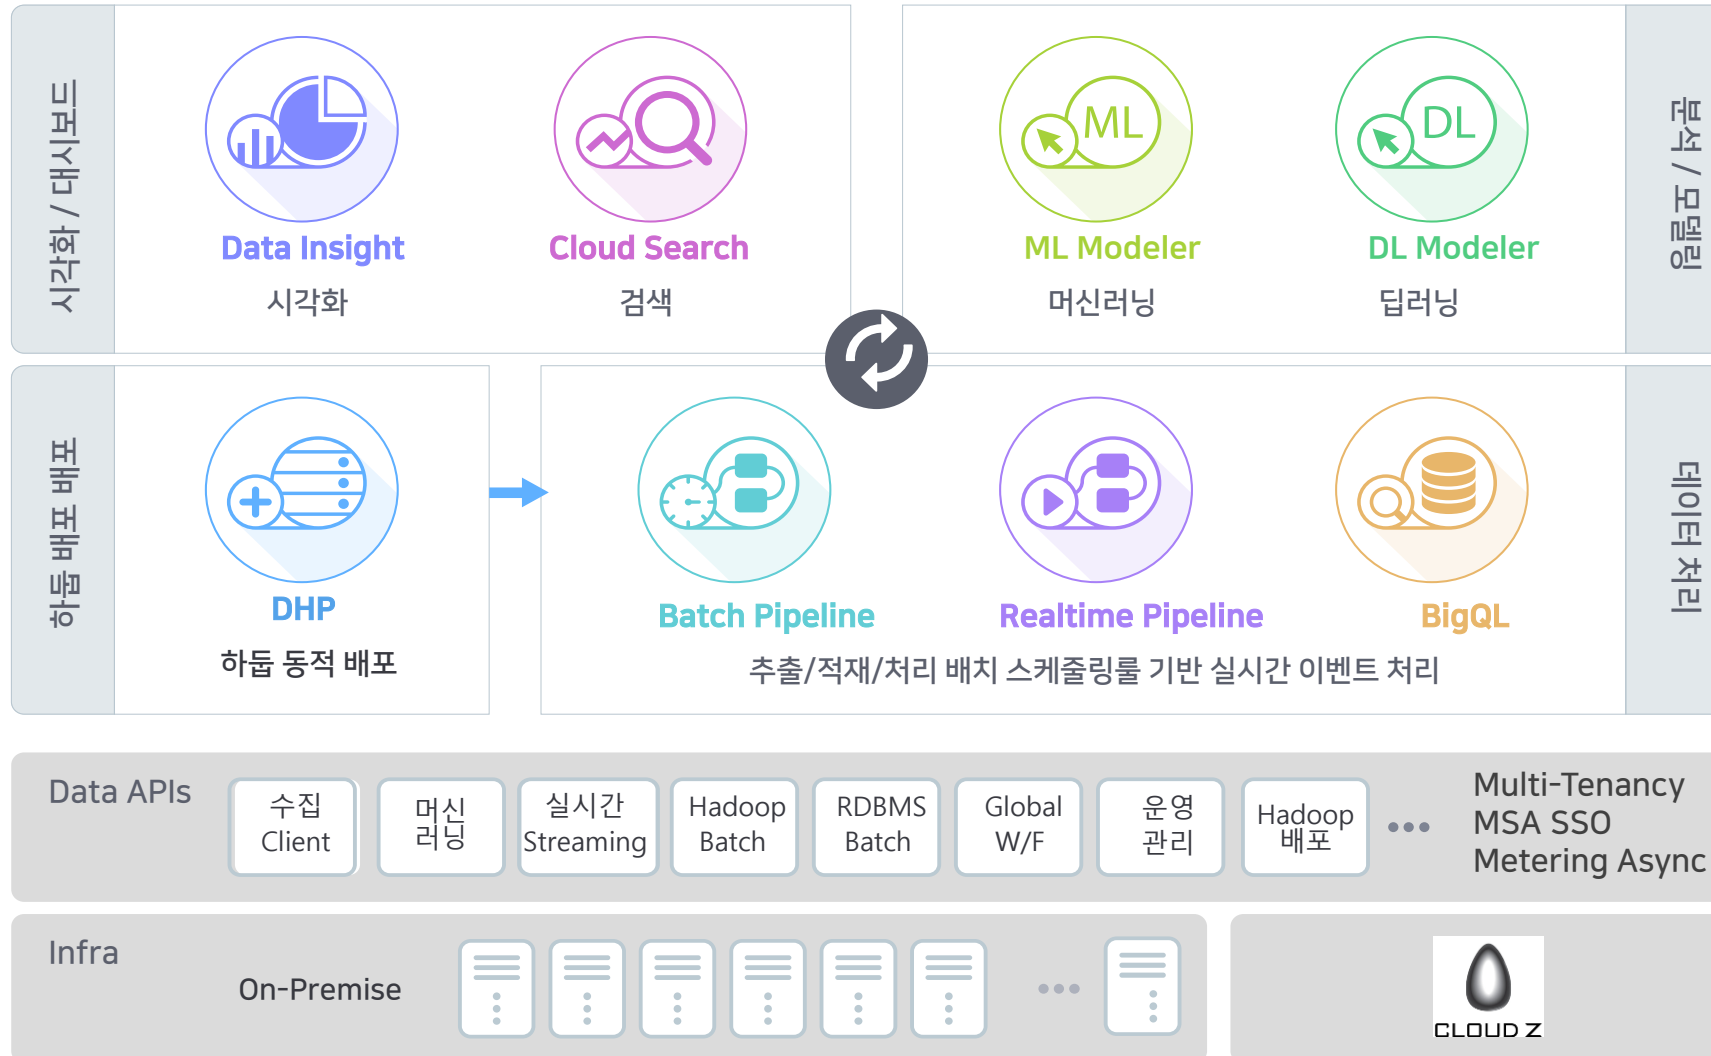 시각화 / 대시보드
Data Insight
시각화
Cloud Search
검색
ML
ML Modeler
머신러닝
DL
DL Modeler
딥러닝
분석 / 모델링
하둡 배포 배포
DHP
하둡 동적 배포
Batch Pipeline
Realtime Pipeline
BigQL
추출/적재/처리 배치 스케줄링룰 기반 실시간 이벤트 처리
데이터 처리
Data APIs
수집
Client
머신
러닝
실시간
Streaming
Hadoop
Batch
RDBMS
Batch
Global
W/F
운영
관리
Hadoop
배포
Multi-Tenancy
MSA SSO
Metering Async
Infra
On-Premise
CLOUD Z